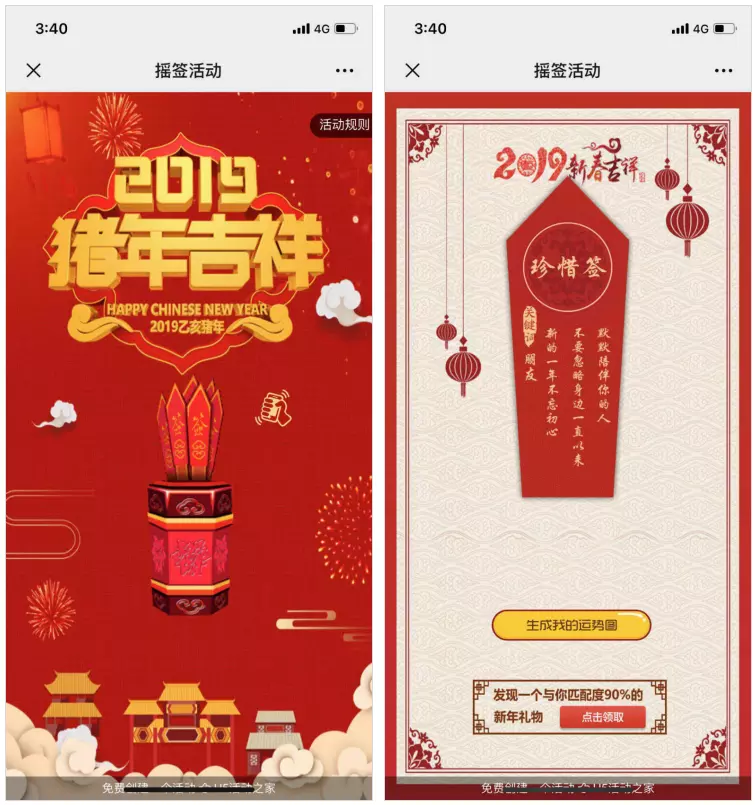 3:40
4G
摇签活动
活动规则
2019
猪年吉祥
HAPPY CHINESE NEW YEAR
2019乙亥猪年
3:40
4G
摇签活动
2019新春吉祥
珍惜签
默默陪伴你的人
不要忽略身边一直以来
新的一年不忘初心
关键词
朋友
生成我的运势图
发现一个与你匹配度90%的
新年礼物
点击领取